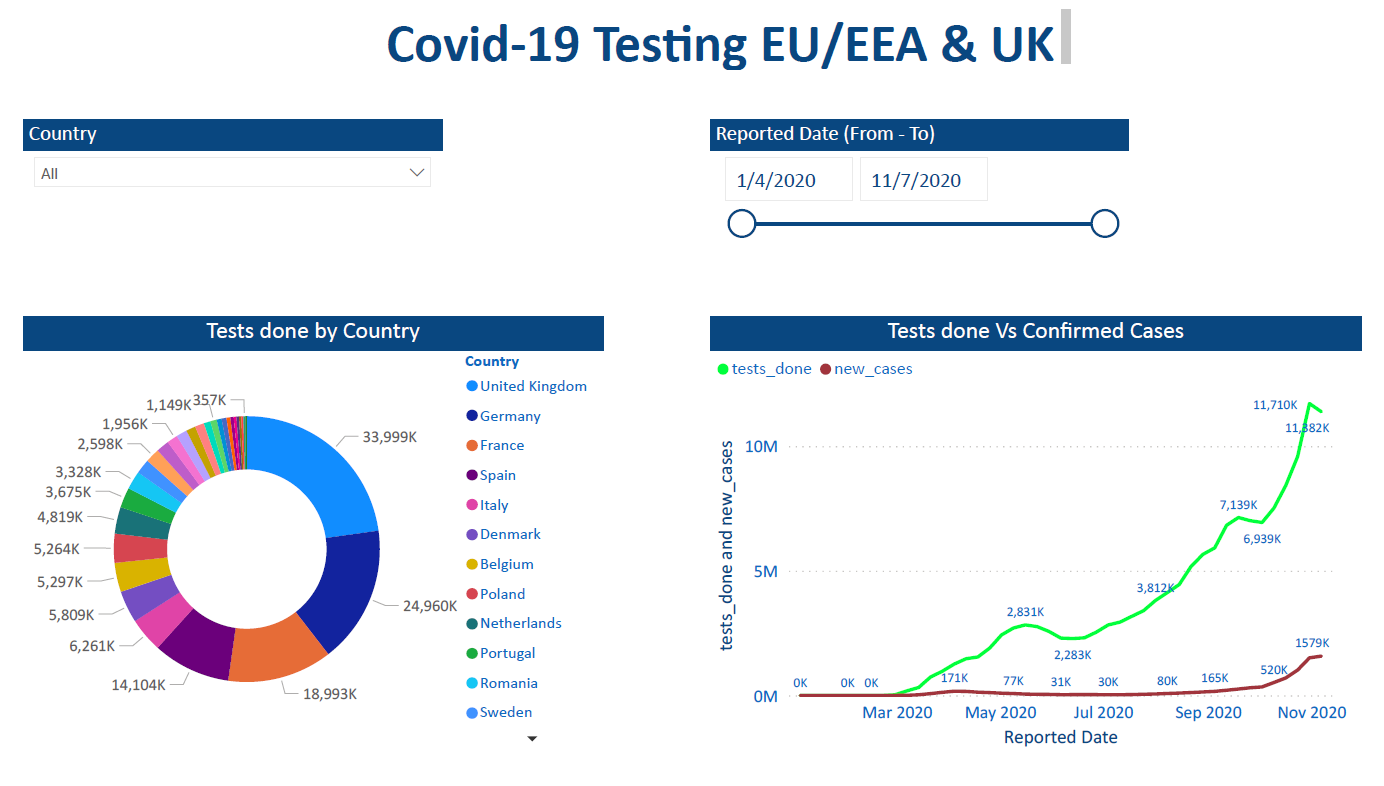 Covid-19 Testing EU/EEA & UK
Country
All
Reported Date (From - To)
1/4/2020
11/7/2020
Tests done by Country
33,999K
24,960K
18,993K
14,104K
6,261K
5,809K
5,297K
5,264K
4,819K
3,675K
3,328K
2,598K
1,956K
1,149K
357K
Country
United Kingdom
Germany
France
Spain
Italy
Denmark
Belgium
Poland
Netherlands
Portugal
Romania
Sweden
Tests done Vs Confirmed Cases
tests_done
new_cases
tests_done and new_cases
10M
5M
0M
11,710K
11,382K
7,139K
6,939K
3,812K
2,831K
2,283K
0K
0K
0K
171K
77K
31K
30K
80K
165K
520K
1579K
Mar 2020
May 2020
Jul 2020
Sep 2020
Nov 2020
Reported Date